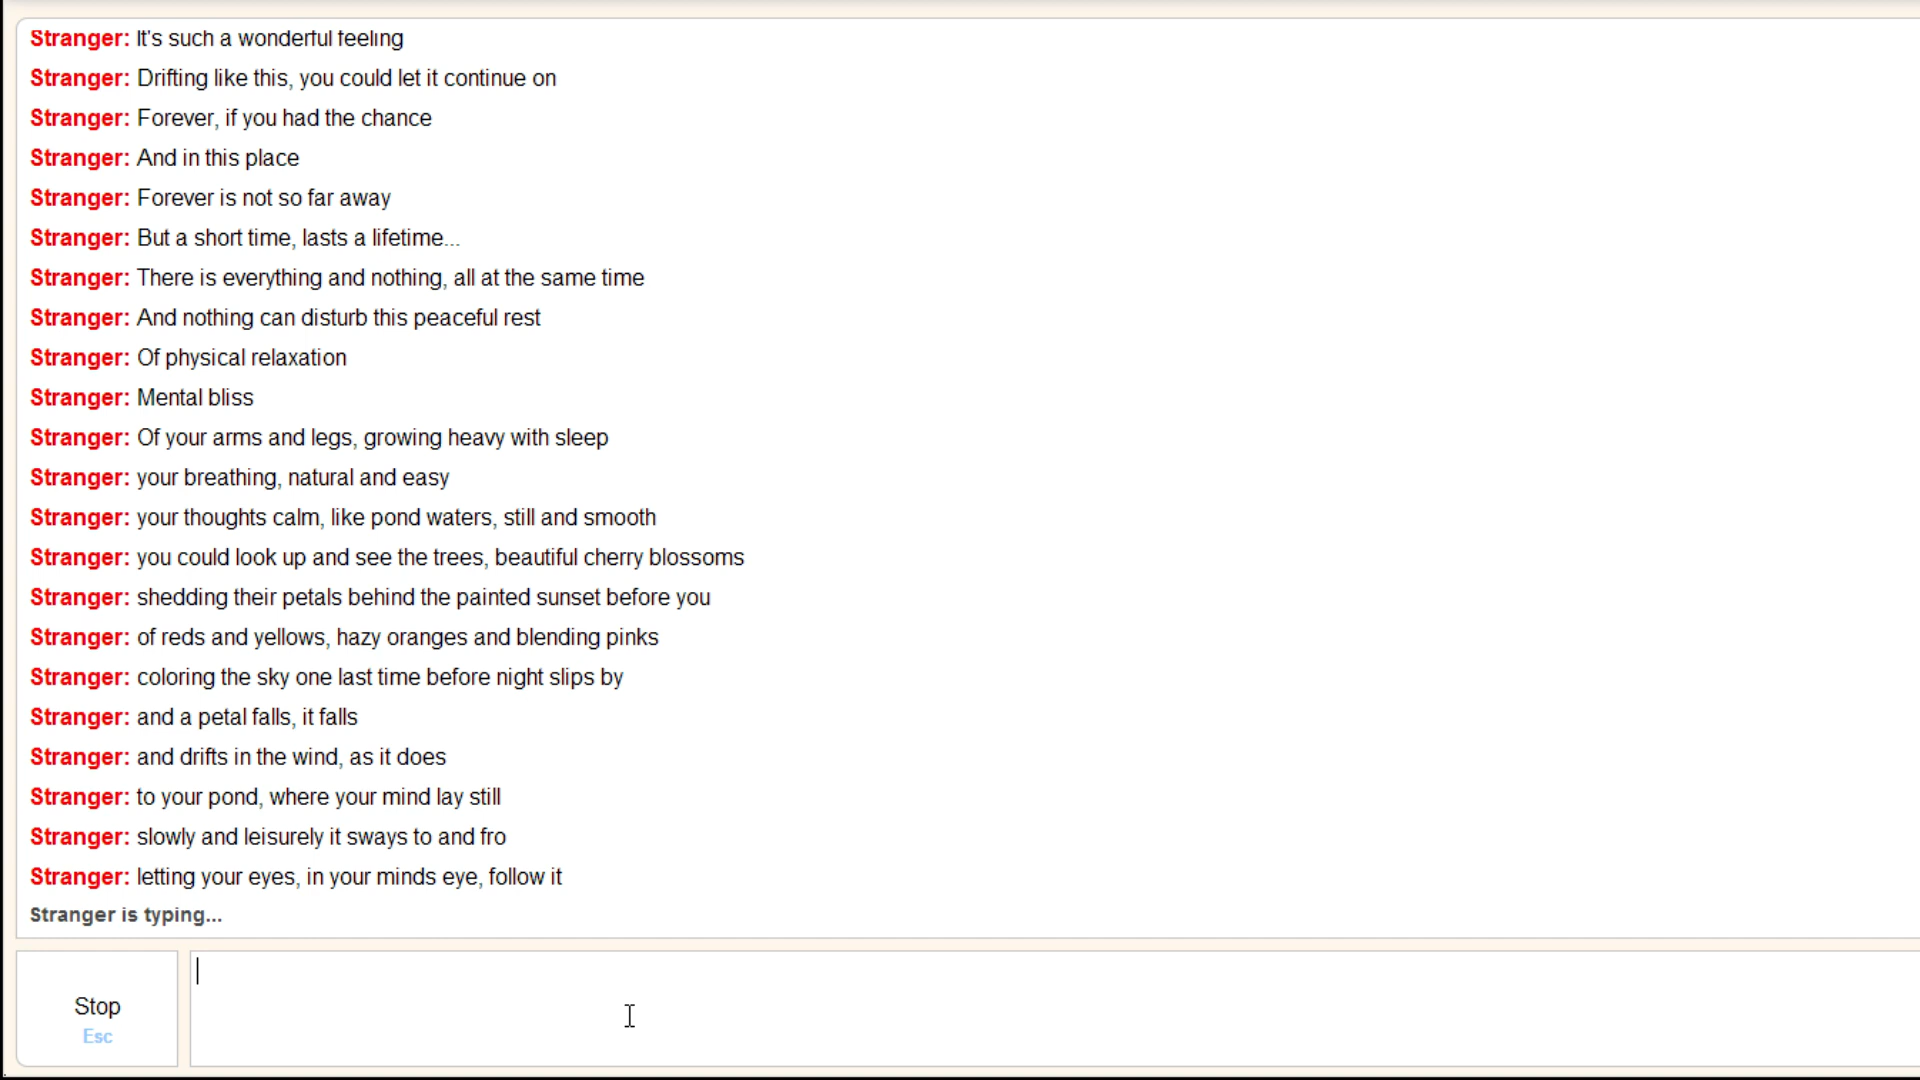 Stranger: It's such a wonderful feeling
Stranger: Drifting like this, you could let it continue on
Stranger: Forever, if you had the chance
Stranger: And in this place
Stranger: Forever is not so far away
Stranger: But a short time, lasts a lifetime...
Stranger: There is everything and nothing, all at the same time
Stranger: And nothing can disturb this peaceful rest
Stranger: Of physical relaxation
Stranger: Mental bliss
Stranger: Of your arms and legs, growing heavy with sleep
Stranger: your breathing, natural and easy
Stranger: your thoughts calm, like pond waters, still and smooth
Stranger: you could look up and see the trees, beautiful cherry blossoms
Stranger: shedding their petals behind the painted sunset before you
Stranger: of reds and yellows, hazy oranges and blending pinks
Stranger: coloring the sky one last time before night slips by
Stranger: and a petal falls, it falls
Stranger: and drifts in the wind, as it does
Stranger: to your pond, where your mind lay still
Stranger: slowly and leisurely it sways to and fro
Stranger: letting your eyes, in your minds eye, follow it
Stranger is typing...
Stop
Esc